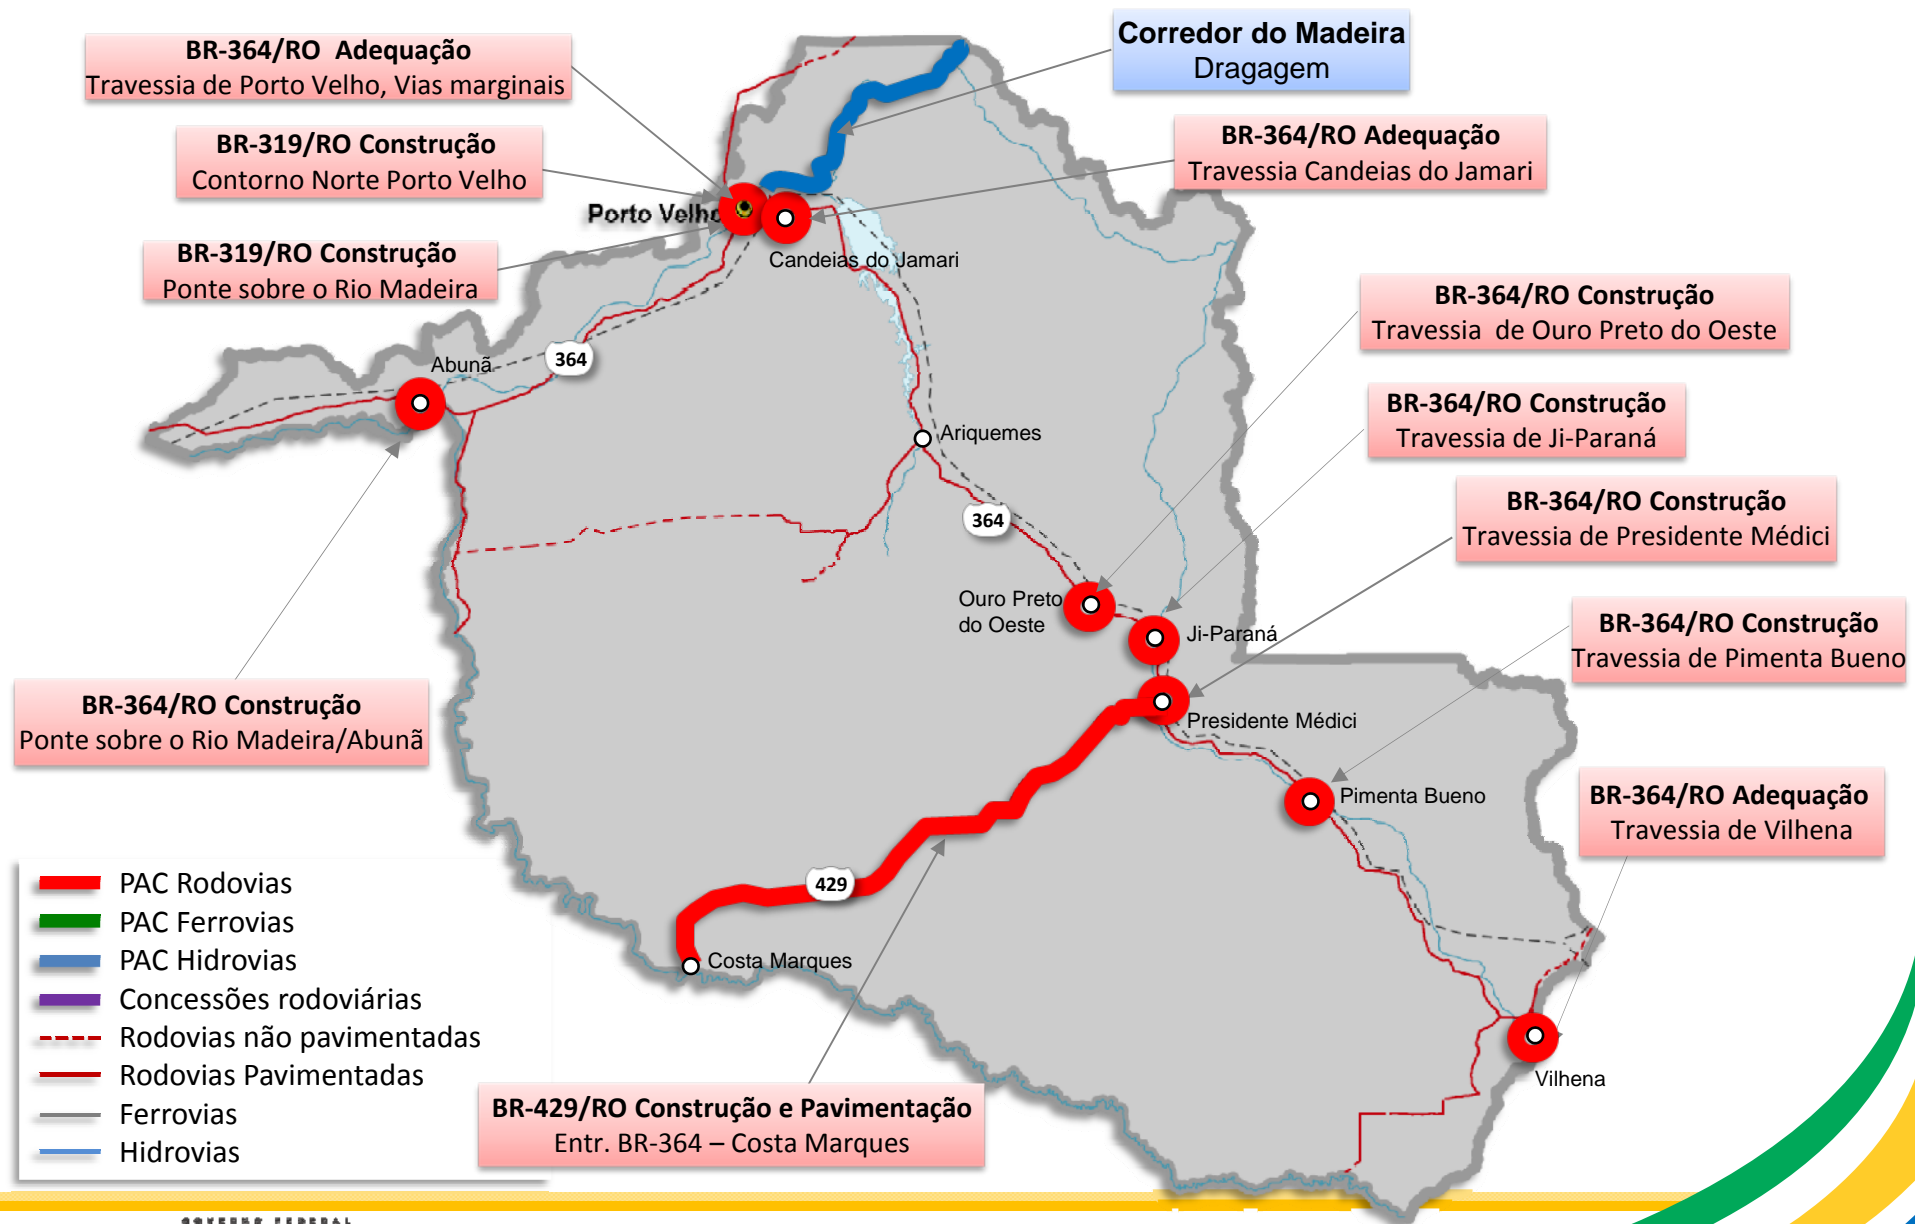 BR-364/RO Adequação
Travessia de Porto Velho, Vias marginais
Corredor do Madeira
Dragagem
BR-319/RO Construção
Contorno Norte Porto Velho
BR-364/RO Adequação
Travessia Candeias do Jamari
Porto Velho
BR-319/RO Construção
Ponte sobre o Rio Madeira
Candeias do Jamari
BR-364/RO Construção
Travessia de Ouro Preto do Oeste
364
Abunã
BR-364/RO Construção
Travessia de Ji-Paraná
Ariquemes
364
BR-364/RO Construção
Travessia de Presidente Médici
Ouro Preto
do Oeste
Ji-Paraná
BR-364/RO Construção
Travessia de Pimenta Bueno
BR-364/RO Construção
Ponte sobre o Rio Madeira/Abunã
Presidente Médici
Pimenta Bueno
BR-364/RO Adequação
Travessia de Vilhena
429
Costa Marques
Vilhena
BR-429/RO Construção e Pavimentação
Entr. BR-364 – Costa Marques
PAC Rodovias
PAC Ferrovias
PAC Hidrovias
Concessões rodoviárias
Rodovias não pavimentadas
Rodovias Pavimentadas
Ferrovias
Hidrovias
GOVERNO FEDERAL